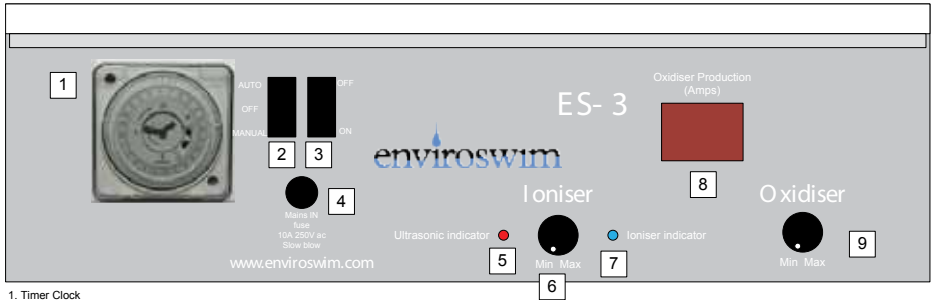 1
AUTO
OFF
MANUAL
OFF
ON
2
3
4
Mains IN
fuse
10A 250V ac
Slow blow
www.enviroswim.com
enviroswim
ES- 3
Oxidiser Production
(Amps)
8
Ioniser
Ultrasonic indicator
5
Min Max
6
Ioniser indicator
7
Oxidiser
Min Max
9
1. Timer Clock